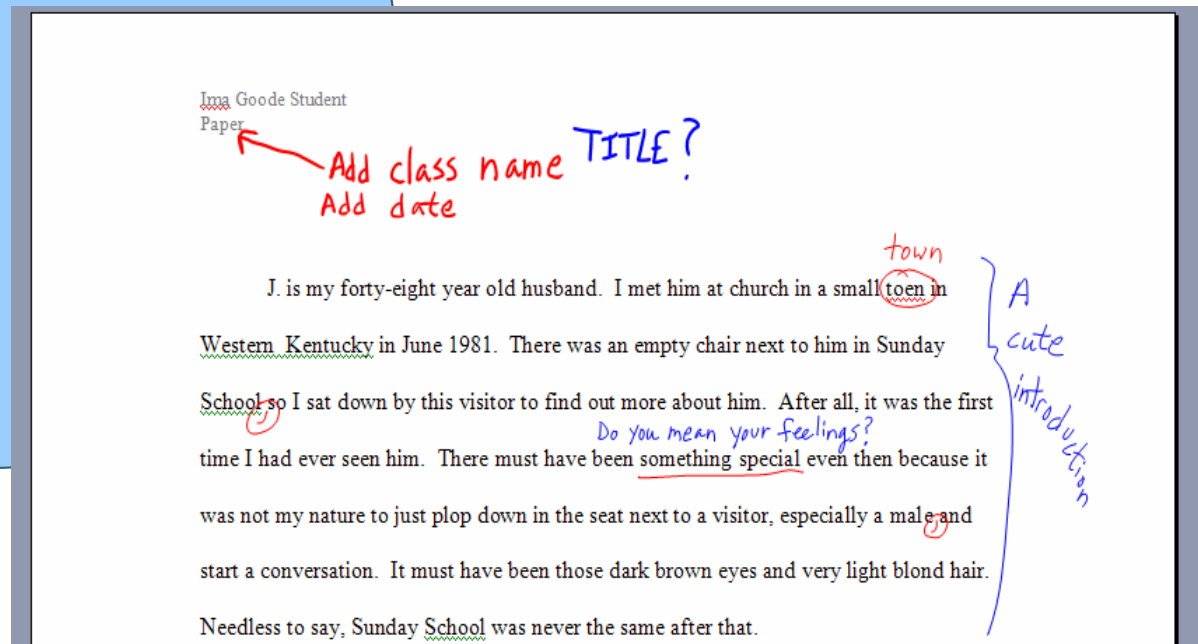 Ima Goode Student
Paper
TITLE?
Add class name
Add date
town
J. is my forty-eight year old husband.  I met him at church in a small toen in
Western  Kentucky in June 1981.  There was an empty chair next to him in Sunday
School so I sat down by this visitor to find out more about him.  After all, it was the first
,
Do you mean your feelings?
time I had ever seen him.  There must have been something special even then because it
was not my nature to just plop down in the seat next to a visitor, especially a male and
,
start a conversation.  It must have been those dark brown eyes and very light blond hair.
Needless to say, Sunday School was never the same after that.
A
cute
introduction